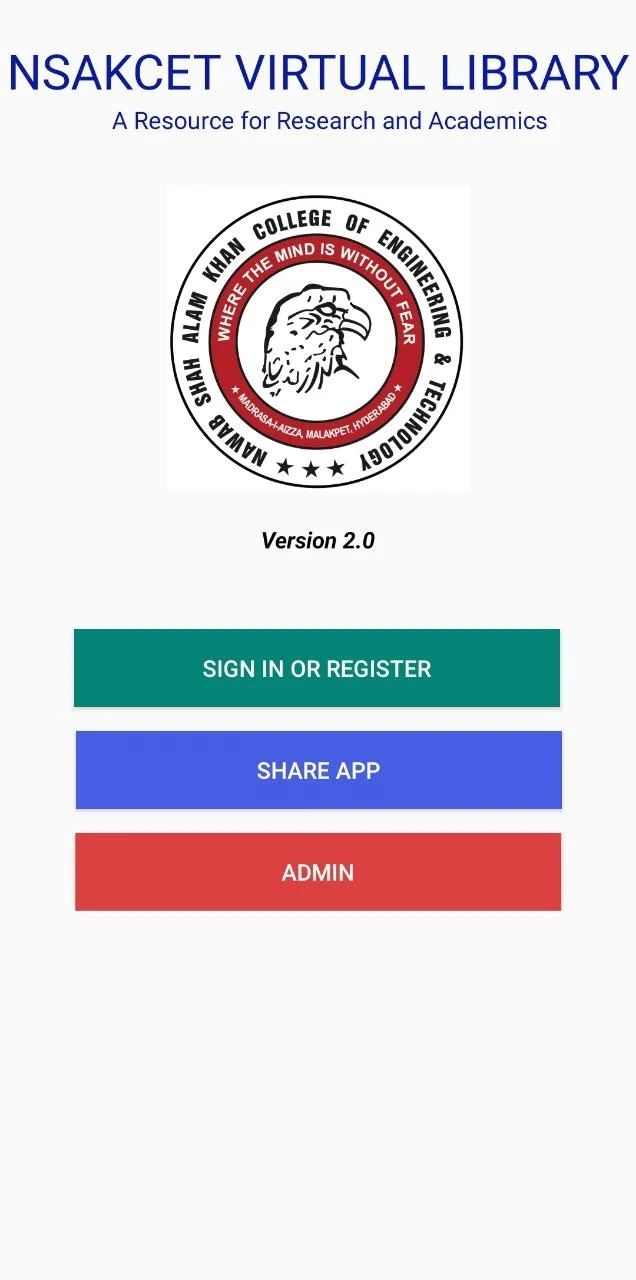 NSAKCET VIRTUAL LIBRARY
A Resource for Research and Academics
NAWAB SHAH ALAM KHAN COLLEGE OF ENGINEERING & TECHNOLOGY
WHERE THE MIND IS WITHOUT FEAR
MADRASA-I-AIZZA, MALAKPET, HYDERABAD
Version 2.0
SIGN IN OR REGISTER
SHARE APP
ADMIN